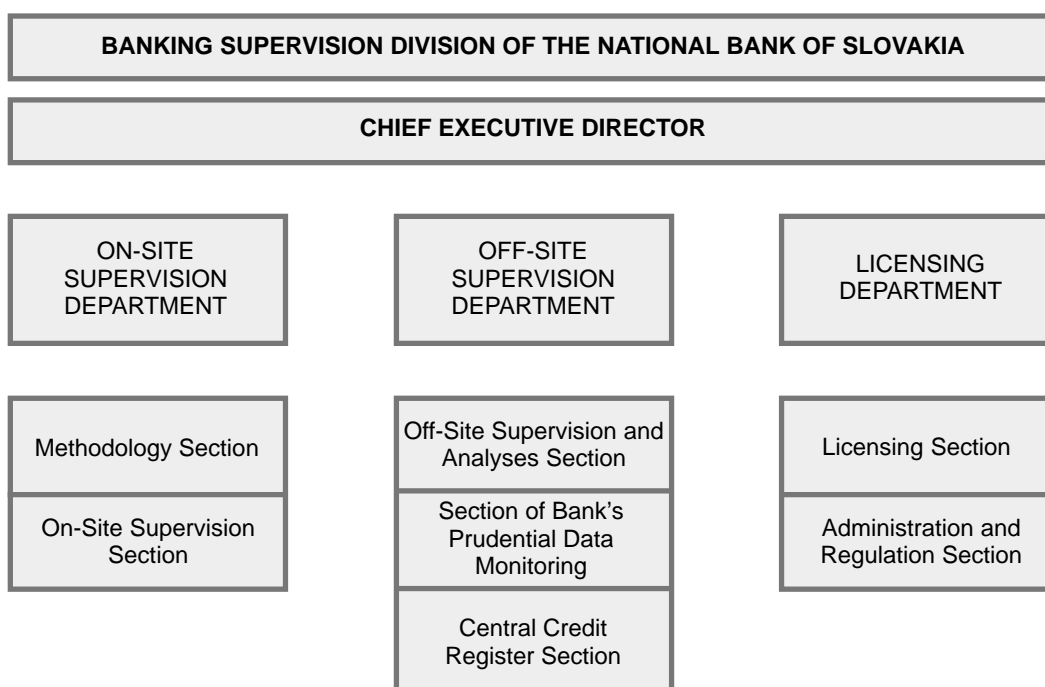 BANKING SUPERVISION DIVISION OF THE NATIONAL BANK OF SLOVAKIA
CHIEF EXECUTIVE DIRECTOR
ON-SITE
SUPERVISION
DEPARTMENT
OFF-SITE
SUPERVISION
DEPARTMENT
LICENSING
DEPARTMENT
Methodology Section
On-Site Supervision
Section
Off-Site Supervision and
Analyses Section
Section of Bank’s
Prudential Data
Monitoring
Central Credit
Register Section
Licensing Section
Administration and
Regulation Section